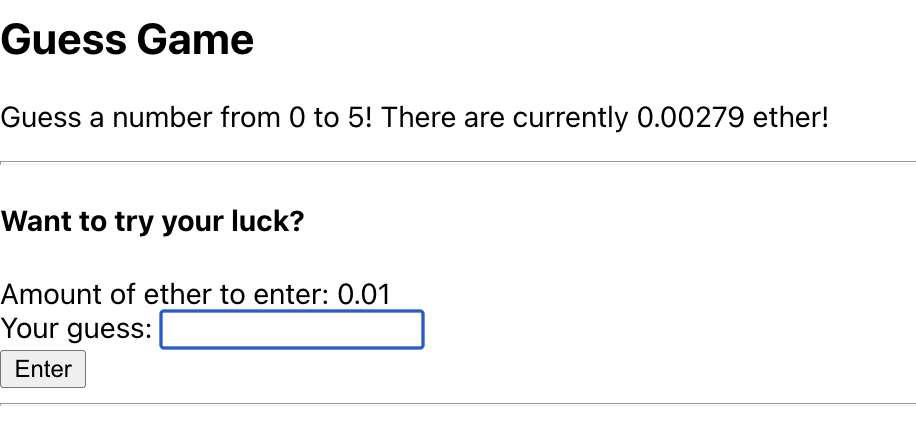 Guess Game
Guess a number from 0 to 5! There are currently 0.00279 ether!
Want to try your luck?
Amount of ether to enter: 0.01
Your guess:
Enter